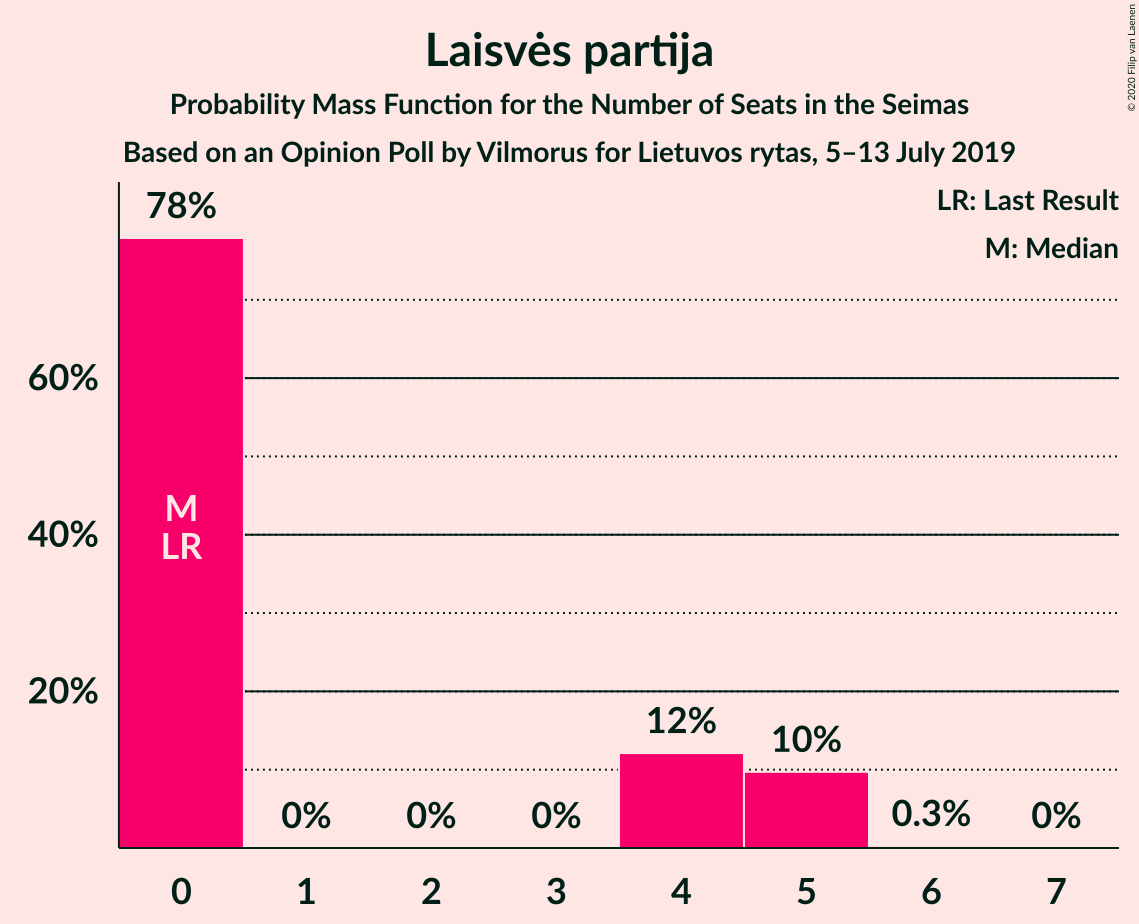 Laisvės partija
Probability Mass Function for the Number of Seats in the Seimas
Based on an Opinion Poll by Vilmorus for Lietuvos rytas, 5–13 July 2019
© 2020 Filip van Laenen
LR: Last Result
M: Median
78%
60%
40%
20%
M
LR
0%
0%
0%
12%
10%
0.3%
0%
0
1
2
3
4
5
6
7